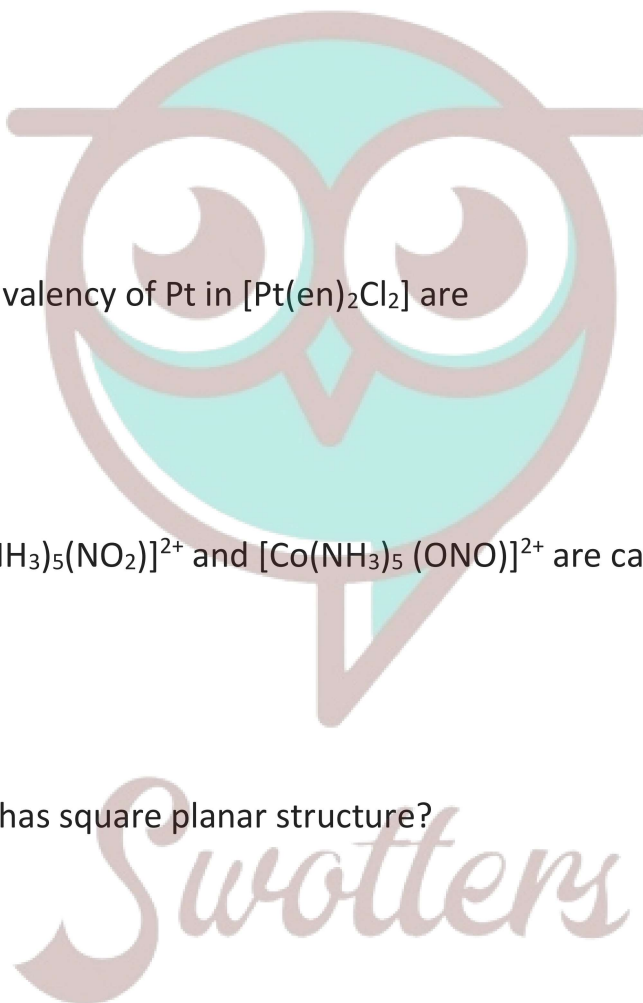 valency of Pt in [Pt(en)₂Cl₂] are
H₃)₅(NO₂)]²⁺ and [Co(NH₃)₅ (ONO)]²⁺ are ca
has square planar structure?
Swotters